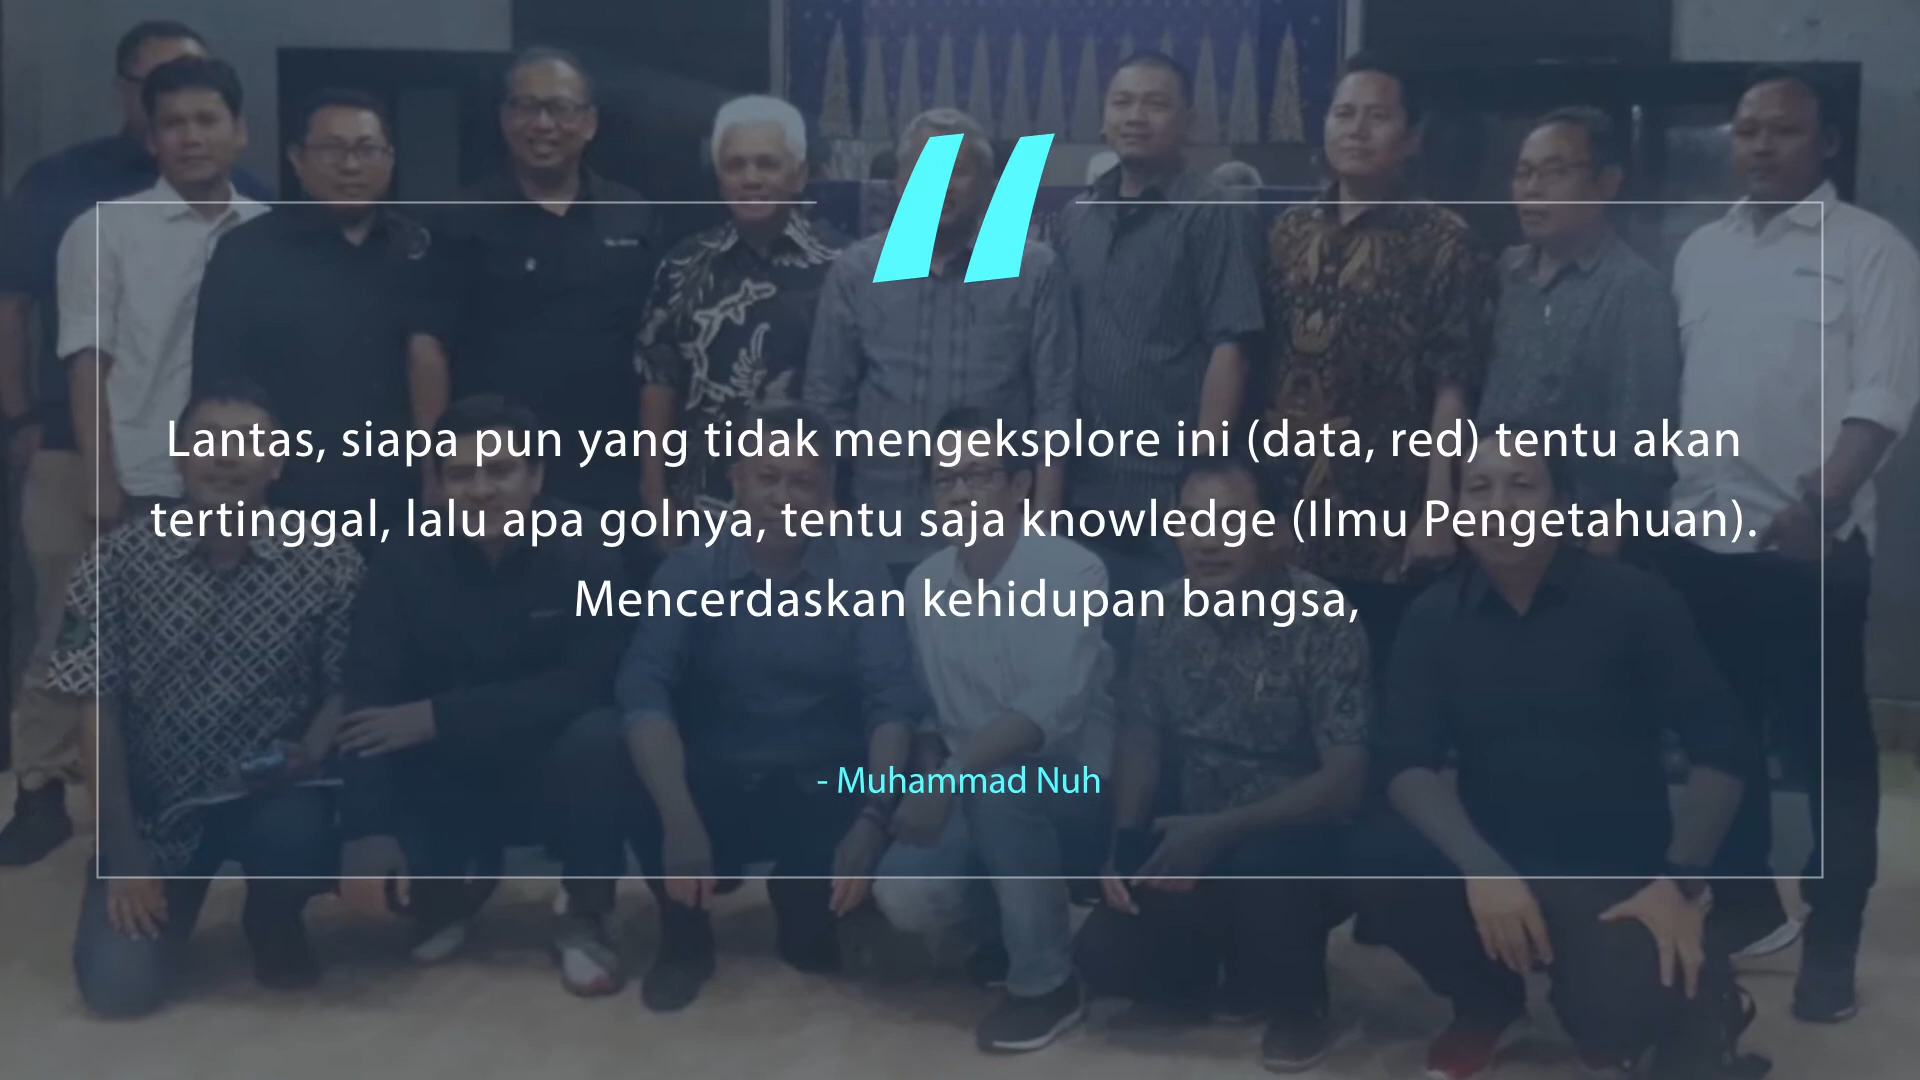 Lantas, siapa pun yang tidak mengeksplore ini (data, red) tentu akan
tertinggal, lalu apa golnya, tentu saja knowledge (Ilmu Pengetahuan).
Mencerdaskan kehidupan bangsa,
- Muhammad Nuh